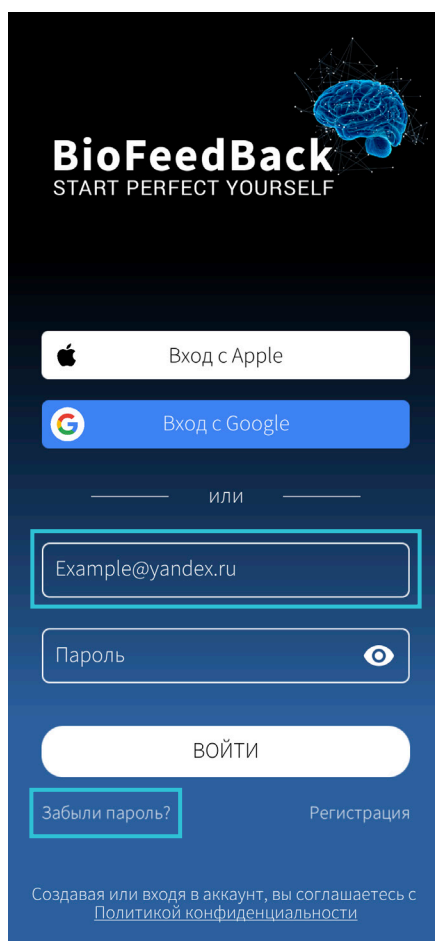 BioFeedBack
START PERFECT YOURSELF
Вход с Apple
Вход с Google
или
Example@yandex.ru
Пароль
ВОЙТИ
Забыли пароль?
Регистрация
Создавая или входя в аккаунт, вы соглашаетесь с
Политикой конфиденциальности